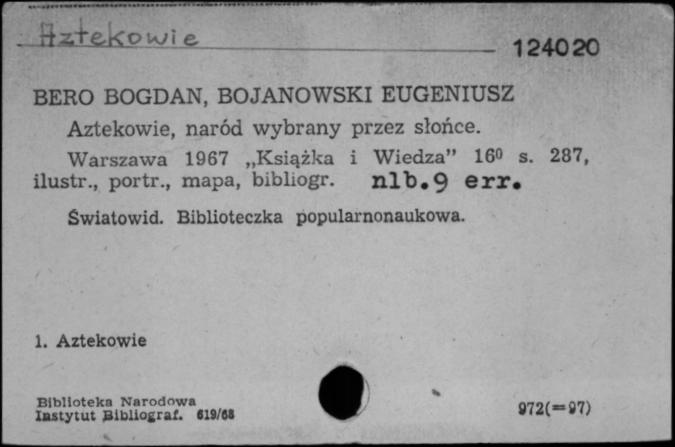 Aztekowie
124020
BERO BOGDAN, BOJANOWSKI EUGENIUSZ
Aztekowie, naród wybrany przez słońce.
Warszawa 1967 „Książka i Wiedza” 16⁰ s. 287,
ilustr., portr., mapa, bibliogr. nlb.9 err.
Światowid. Biblioteczka popularnonaukowa.
1. Aztekowie
Biblioteka Narodowa
Instytut Bibliograf. 619/68
972(=97)